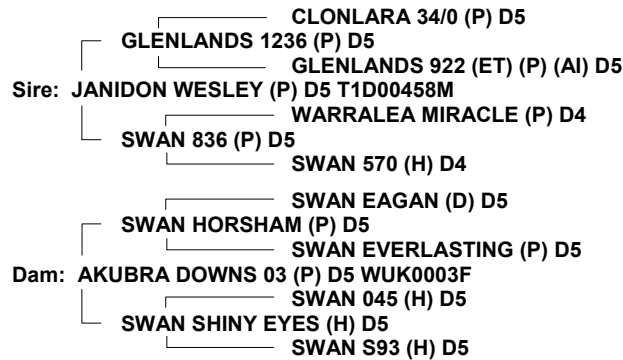 CLONLARA 34/0 (P) D5
GLENLANDS 1236 (P) D5
GLENLANDS 922 (ET) (P) (AI) D5
Sire: JANIDON WESLEY (P) D5 T1D00458M
WARRALEA MIRACLE (P) D4
SWAN 836 (P) D5
SWAN 570 (H) D4
SWAN EAGAN (D) D5
SWAN HORSHAM (P) D5
SWAN EVERLASTING (P) D5
Dam: AKUBRA DOWNS 03 (P) D5 WUK0003F
SWAN 045 (H) D5
SWAN SHINY EYES (H) D5
SWAN S93 (H) D5